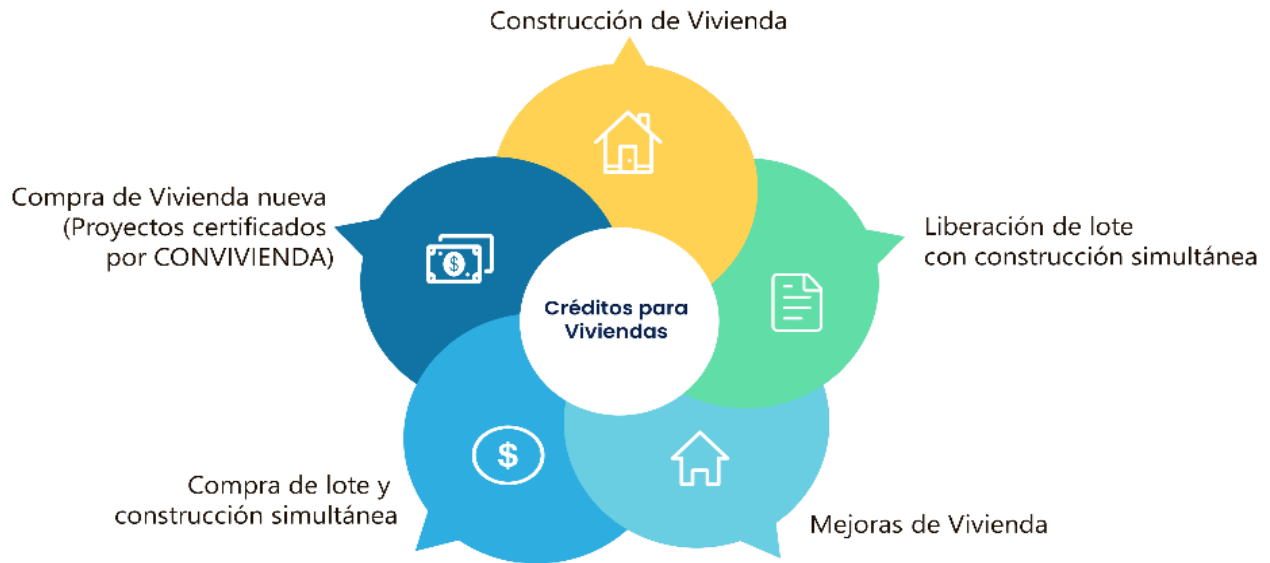 Construcción de Vivienda
Compra de Vivienda nueva
(Proyectos certificados
por CONVIVIENDA)
Liberación de lote
con construcción simultánea
Créditos para
Viviendas
$
$
Compra de lote y
construcción simultánea
Mejoras de Vivienda